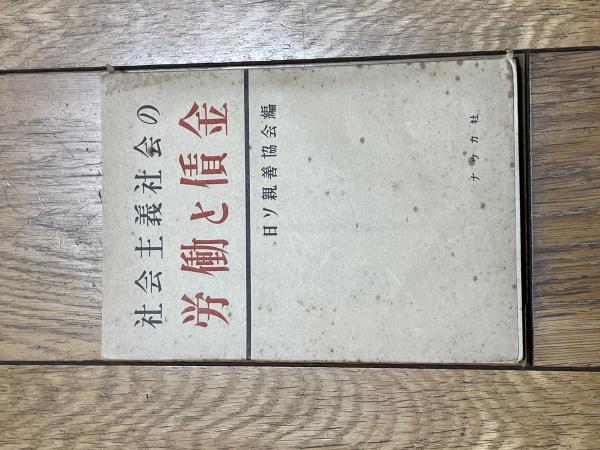 社会主義社会の
労働と債金
日ソ親善協会編
ナウカ社